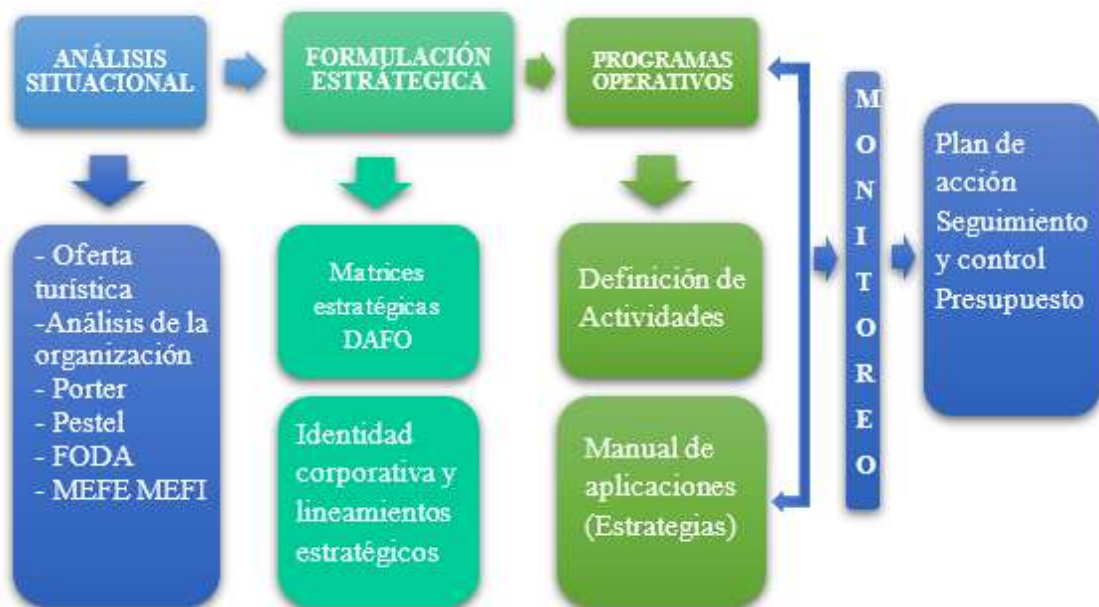 ANÁLISIS
SITUACIONAL
FORMULACIÓN
ESTRÁTEGICA
PROGRAMAS
OPERATIVOS
- Oferta
turística
-Análisis de la
organización
- Porter
- Pestel
- FODA
- MEFE MEFI
Matrices
estratégicas
DAFO
Identidad
corporativa y
lineamientos
estratégicos
Definición de
Actividades
Manual de
aplicaciones
(Estrategias)
M
O
N
I
T
O
R
E
O
Plan de
acción
Seguimiento
y control
Presupuesto